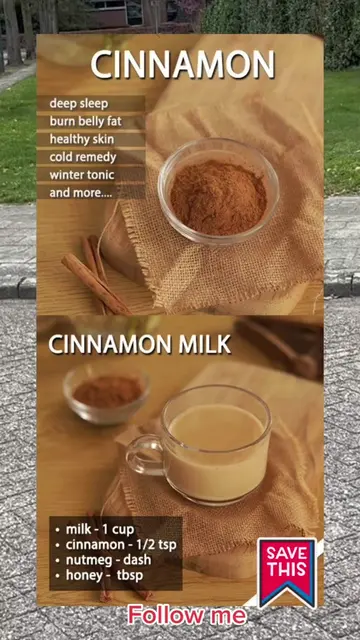 CINNAMON
deep sleep
burn belly fat
healthy skin
cold remedy
winter tonic
and more....
CINNAMON MILK
• milk - 1 cup
• cinnamon - 1/2 tsp
• nutmeg - dash
• honey - tbsp
SAVE
THIS
Follow me